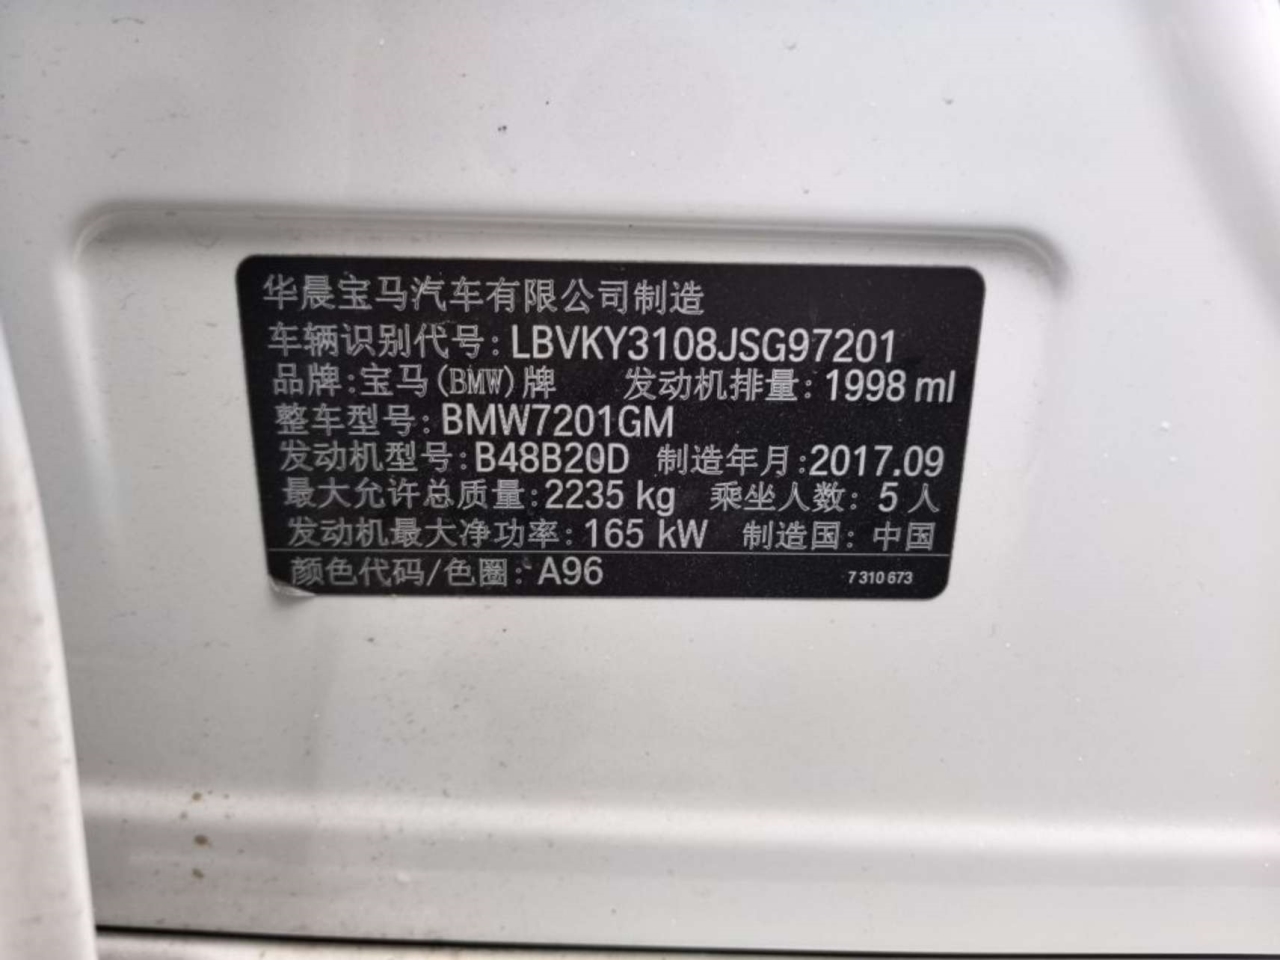 华晨宝马汽车有限公司制造
车辆识别代号: LBVKY3108JSG97201
品牌:宝马(BMW)牌 发动机排量: 1998 ml
整车型号: BMW7201GM
发动机型号: B48B20D 制造年月:2017.09
最大允许总质量: 2235 kg 乘坐人数: 5 人
发动机最大净功率: 165 kW 制造国: 中国
颜色代码/色圈: A96 7 310 673